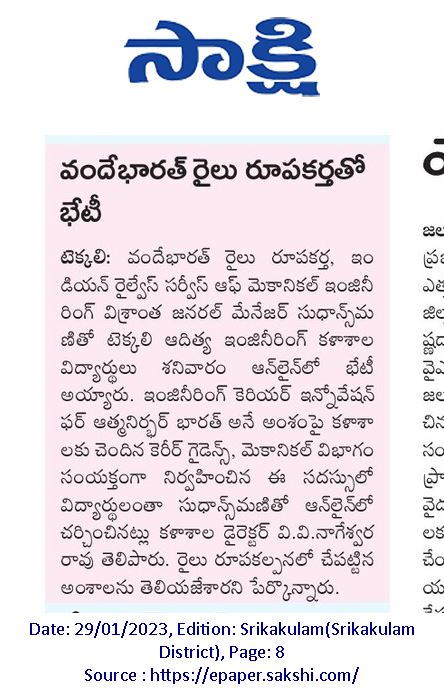 సాక్షి
వందేభారత్ రైలు రూపకర్తతో
భేటీ
టెక్కలి: వందేభారత్ రైలు రూపకర్త, ఇం
డియన్ రైల్వేస్ సర్వీస్ ఆఫ్ మెకానికల్ ఇంజినీ
రింగ్ విశ్రాంత జనరల్ మేనేజర్ సుధాన్స్‌మ
ణితో టెక్కలి ఆదిత్య ఇంజినీరింగ్ కళాశాల
విద్యార్థులు శనివారం ఆన్‌లైన్‌లో భేటీ
అయ్యారు. ఇంజినీరింగ్ కెరియర్ ఇన్నోవేషన్
ఫర్ ఆత్మనిర్భర్ భారత్ అనే అంశంపై కళాశా
లకు చెందిన కెరీర్ గైడెన్స్, మెకానికల్ విభాగం
సంయక్తంగా నిర్వహించిన ఈ సదస్సులో
విద్యార్థులంతా సుధాన్స్‌మణితో ఆన్‌లైన్‌లో
చర్చించినట్లు కళాశాల డైరెక్టర్ వి.వి.నాగేశ్వర
రావు తెలిపారు. రైలు రూపకల్పనలో చేపట్టిన
అంశాలను తెలియజేశారని పేర్కొన్నారు.
Date: 29/01/2023, Edition: Srikakulam(Srikakulam
District), Page: 8
Source : https://epaper.sakshi.com/